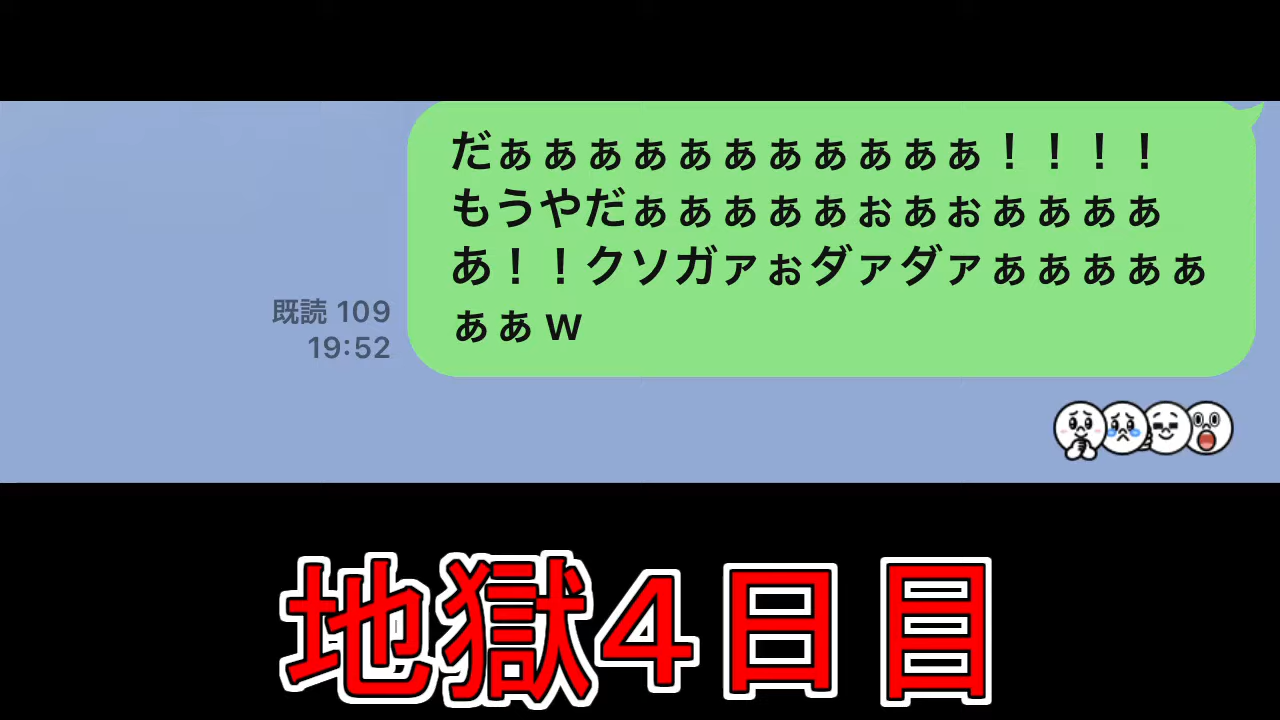 だぁぁぁぁぁぁぁぁぁぁぁ！！！！
もうやだぁぁぁぁぁぉぁぉぁぁぁぁ
あ！！クソガァぉダァダァぁぁぁぁぁ
ぁぁw
既読 109
19:52
地獄4日目